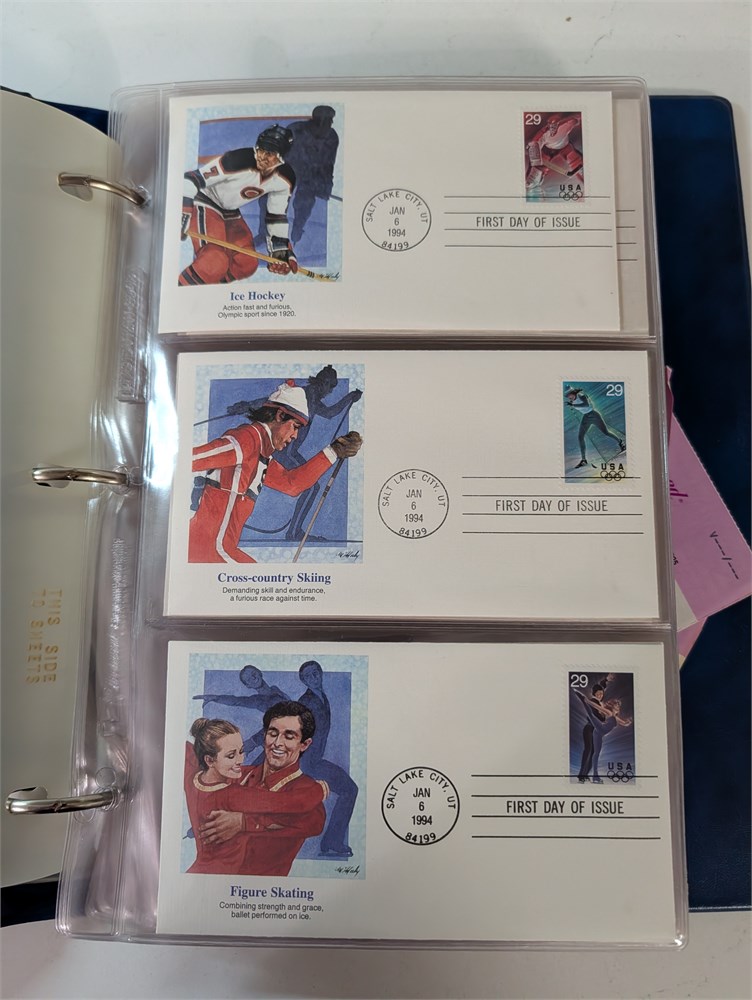 29
USA
SALT LAKE CITY, UT
JAN
6
1994
84199
FIRST DAY OF ISSUE
7
C
Ice Hockey
Action fast and furious,
Olympic sport since 1920.
29
USA
SALT LAKE CITY, UT
JAN
6
1994
84199
FIRST DAY OF ISSUE
Cross-country Skiing
Demanding skill and endurance,
a furious race against time.
THIS SIDE
TO SHEETS
29
USA
SALT LAKE CITY, UT
JAN
6
1994
84199
FIRST DAY OF ISSUE
Figure Skating
Combining strength and grace,
ballet performed on ice.